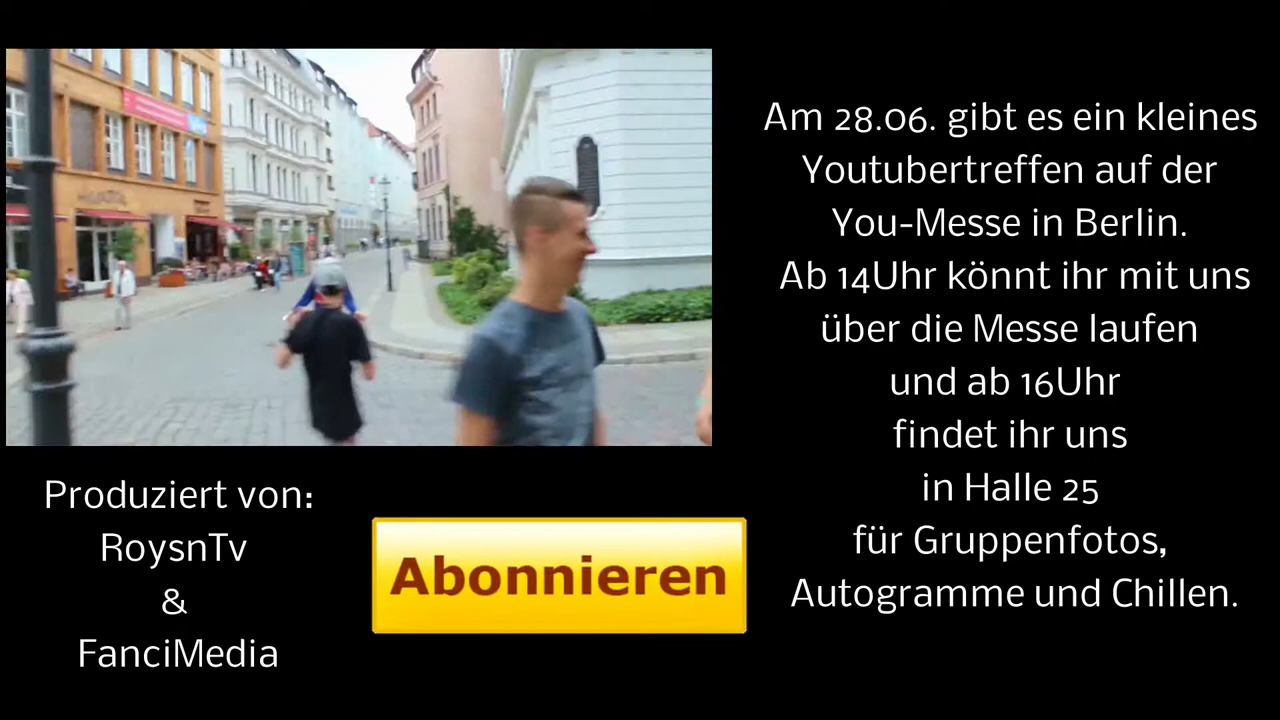 Am 28.06. gibt es ein kleines
Youtubertreffen auf der
You-Messe in Berlin.
Ab 14Uhr könnt ihr mit uns
über die Messe laufen
und ab 16Uhr
findet ihr uns
in Halle 25
für Gruppenfotos,
Autogramme und Chillen.
Produziert von:
RoysnTv
&
FanciMedia
Abonnieren